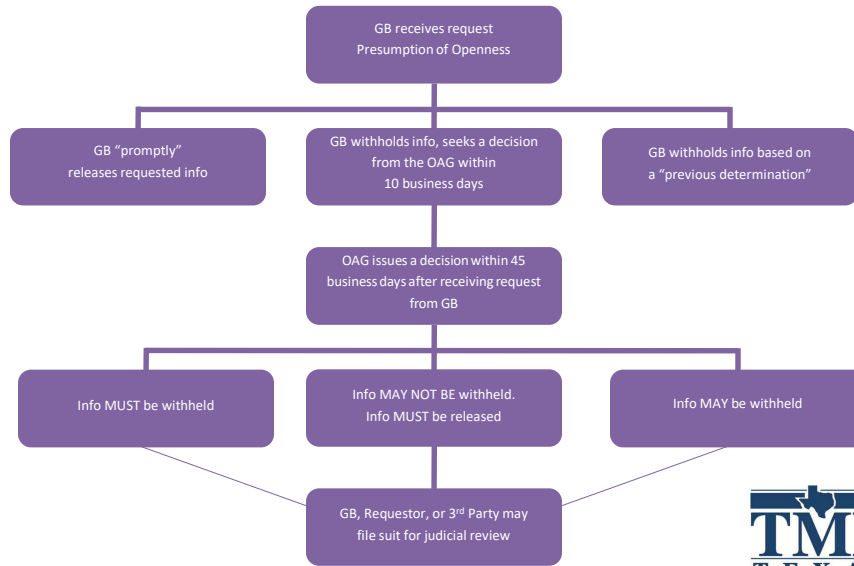 GB receives request
Presumption of Openness
GB “promptly”
releases requested info
GB withholds info, seeks a decision
from the OAG within
10 business days
GB withholds info based on
a “previous determination”
OAG issues a decision within 45
business days after receiving request
from GB
Info MUST be withheld
Info MAY NOT BE withheld.
Info MUST be released
Info MAY be withheld
GB, Requestor, or 3rd Party may
file suit for judicial review